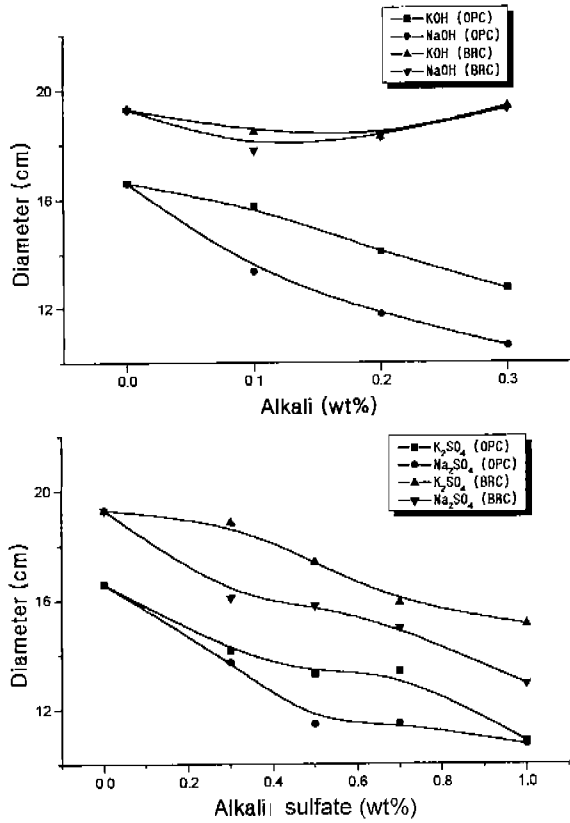 KOH (OPC)
NaOH (OPC)
KOH (BRC)
NaOH (BRC)
20
16
12
Diameter (cm)
0.0 0.1 0.2 0.3
Alkali (wt%)
K₂SO₄ (OPC)
Na₂SO₄ (OPC)
K₂SO₄ (BRC)
Na₂SO₄ (BRC)
20
16
12
Diameter (cm)
0.0 0.2 0.4 0.6 0.8 1.0
Alkali sulfate (wt%)